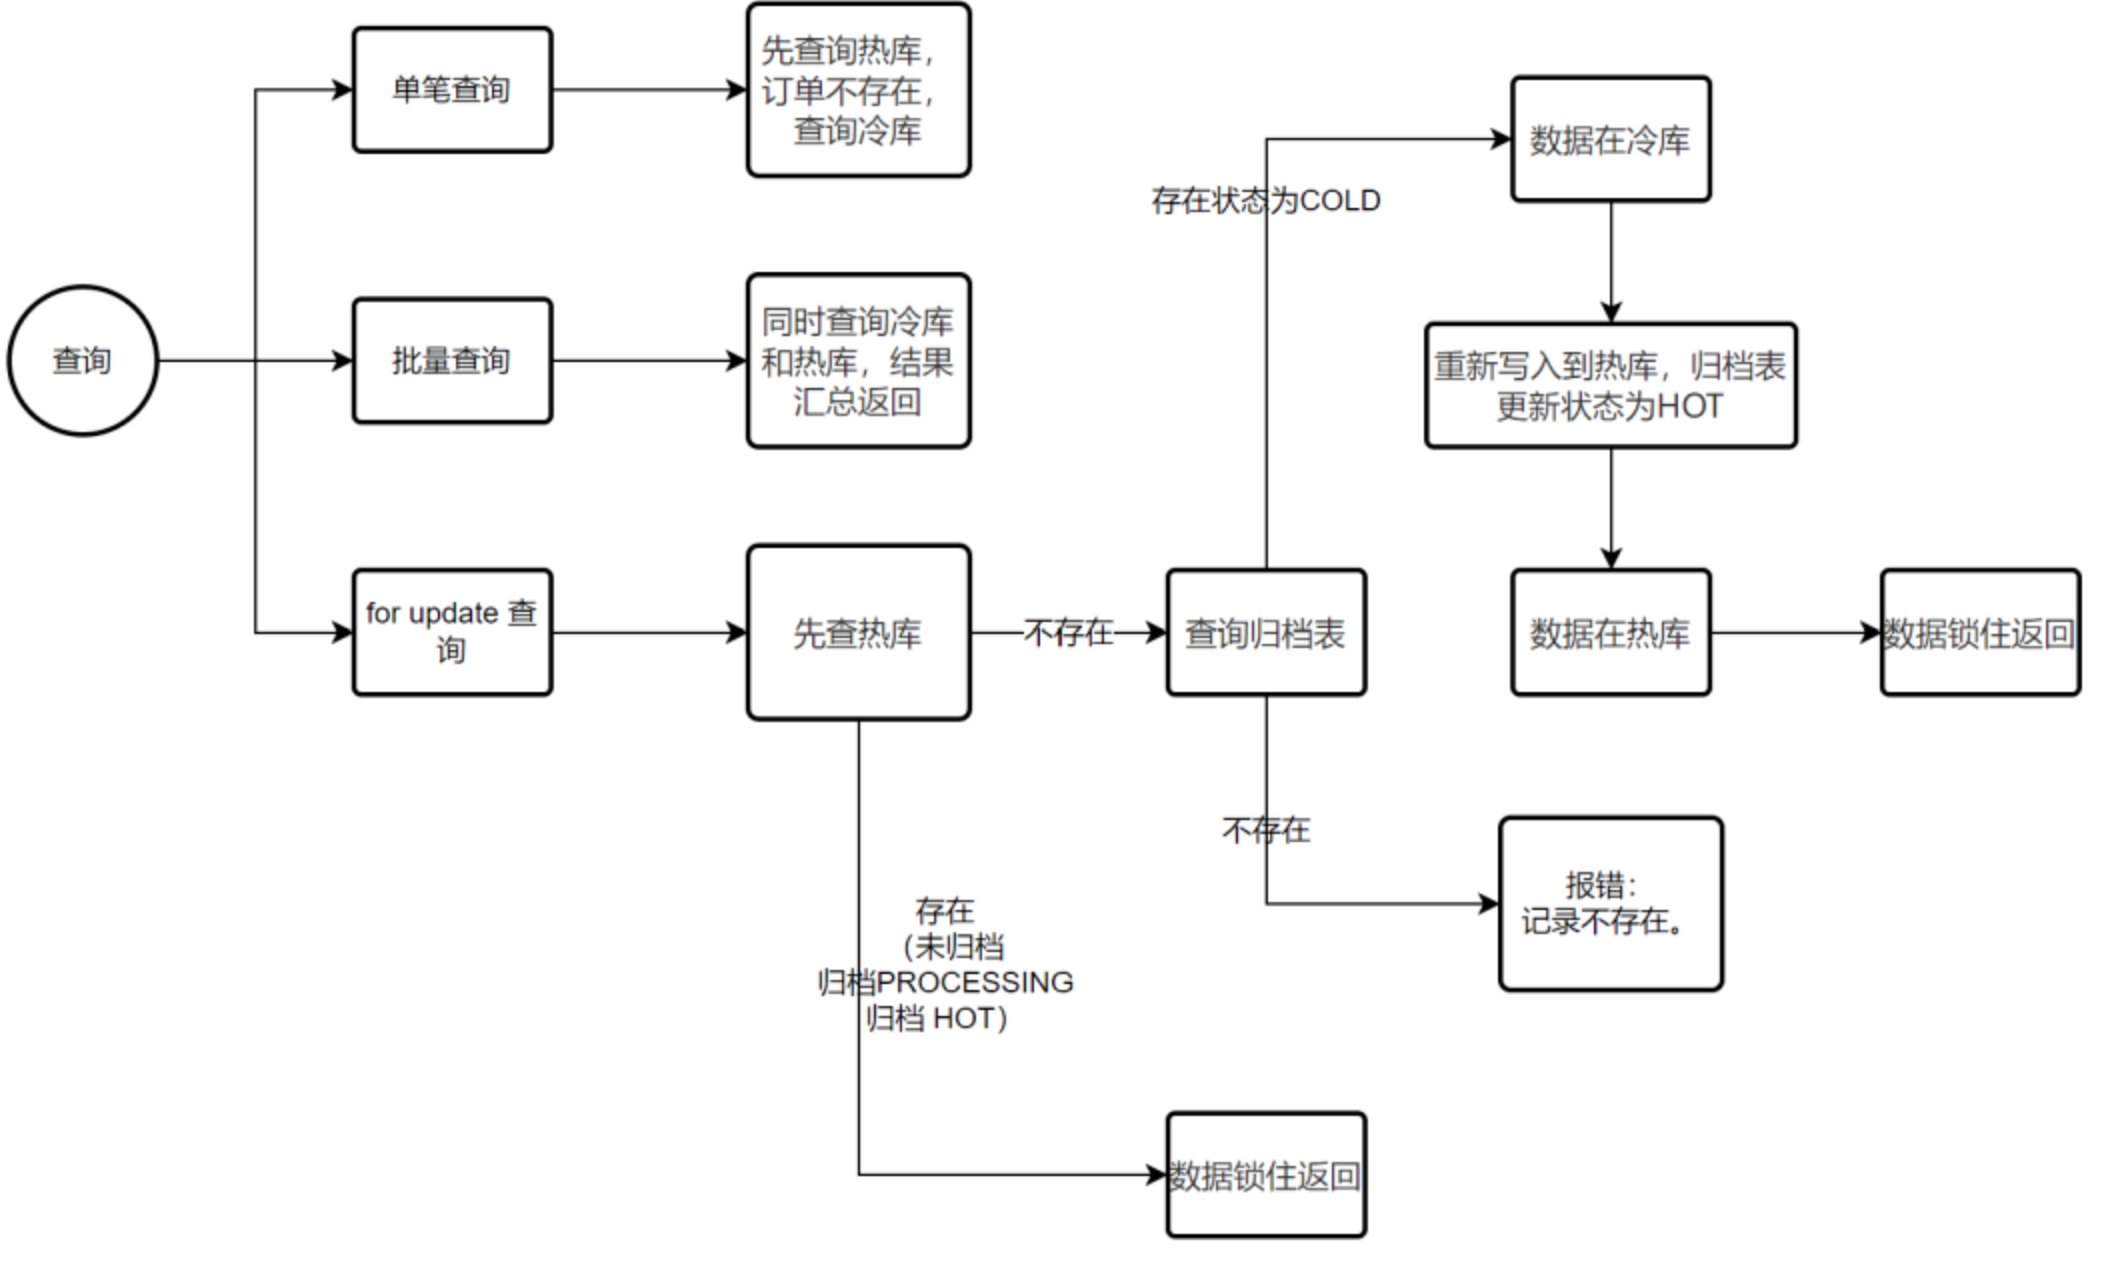 查询
单笔查询
先查询热库，
订单不存在，
查询冷库
批量查询
同时查询冷库
和热库，结果
汇总返回
for update 查
询
先查热库
不存在
查询归档表
存在状态为COLD
数据在冷库
重新写入到热库，归档表
更新状态为HOT
数据在热库
数据锁住返回
不存在
报错：
记录不存在。
存在
（未归档
归档PROCESSING
归档 HOT）
数据锁住返回